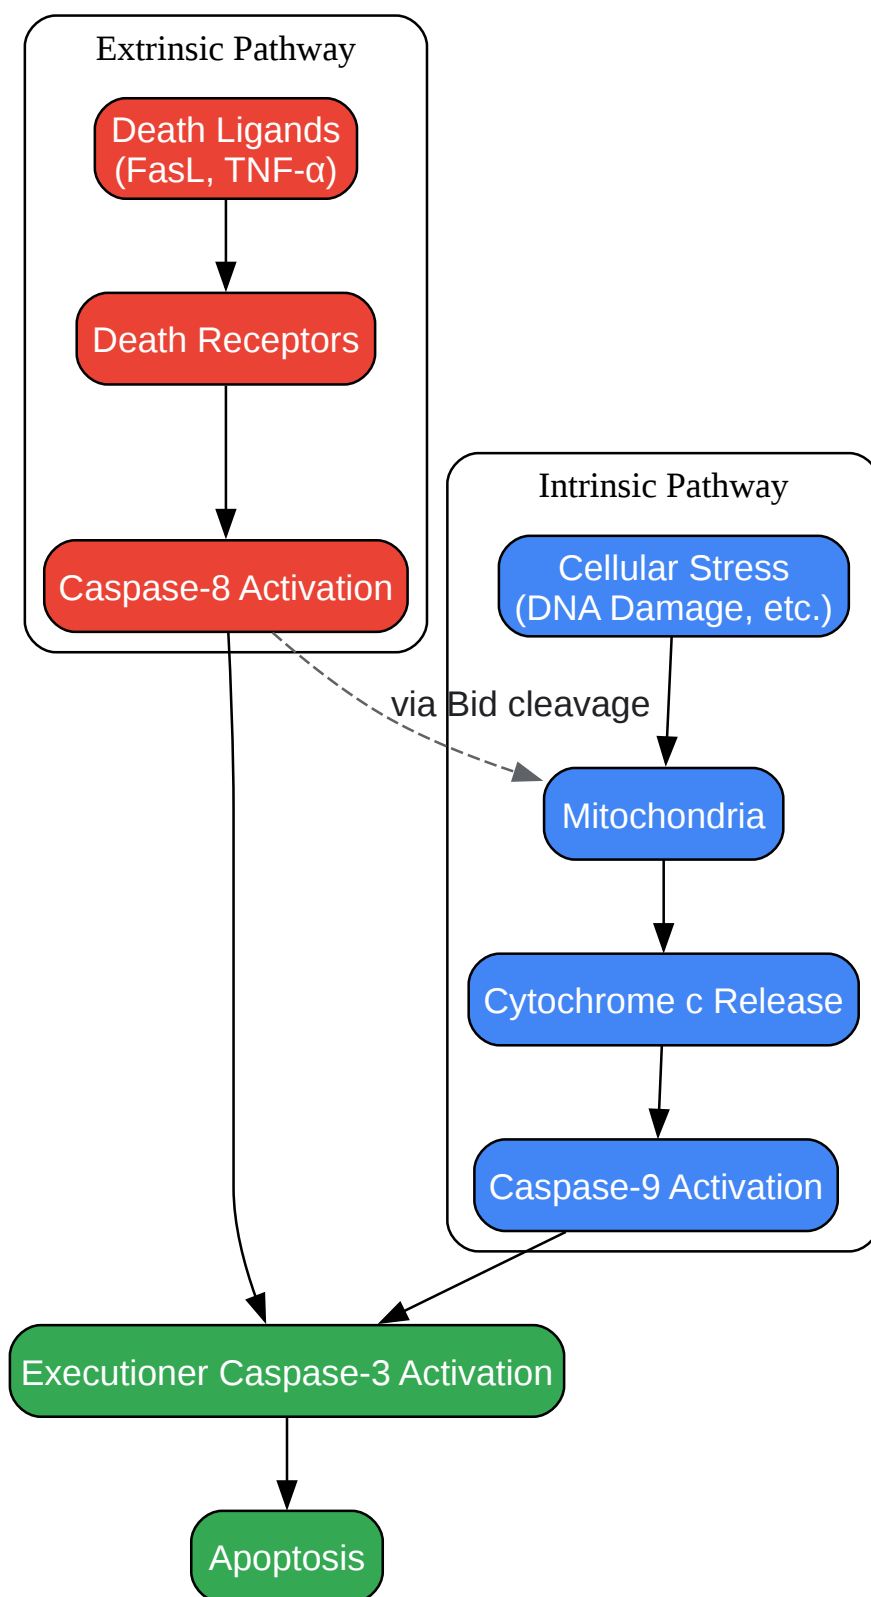 Extrinsic Pathway
Death Ligands
(FasL, TNF-α)
Death Receptors
Caspase-8 Activation
Intrinsic Pathway
Cellular Stress
(DNA Damage, etc.)
via Bid cleavage
Mitochondria
Cytochrome c Release
Caspase-9 Activation
Executioner Caspase-3 Activation
Apoptosis